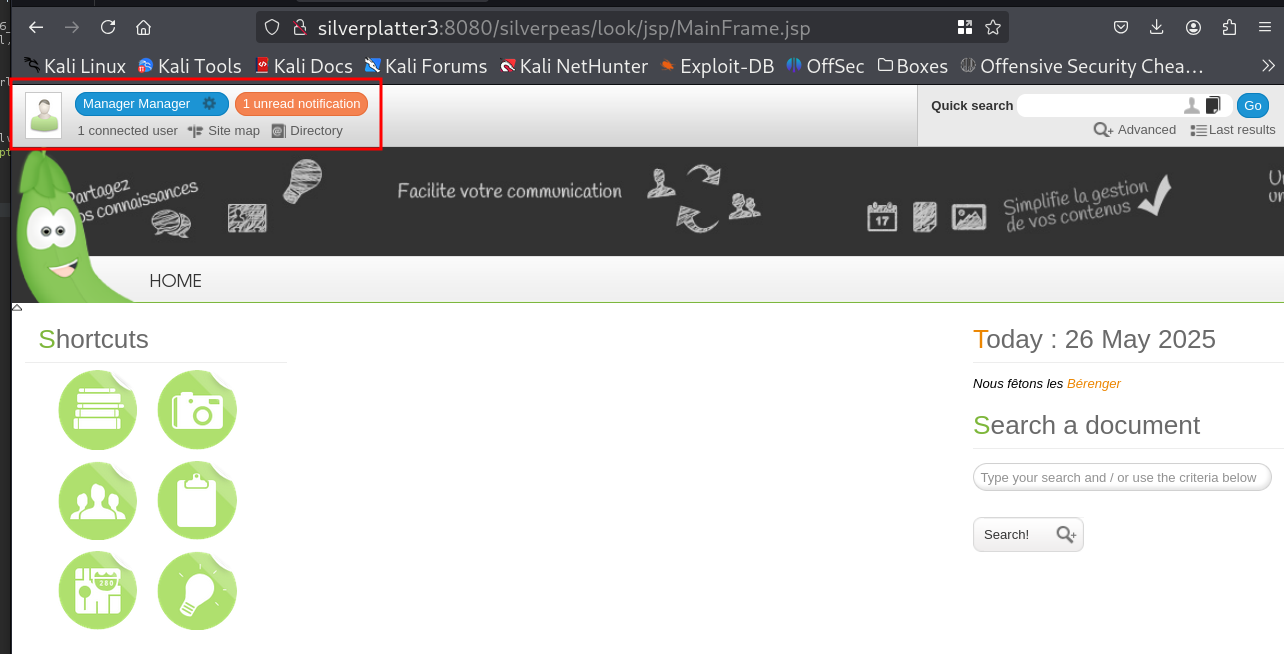 silverplatter3:8080/silverpeas/look/jsp/MainFrame.jsp
Kali Linux Kali Tools Kali Docs Kali Forums Kali NetHunter Exploit-DB OffSec Boxes Offensive Security Chea…
Manager Manager 1 unread notification
Quick search Go
1 connected user Site map Directory
Advanced Last results
Partagez
vos connaissances
Facilite votre communication
17
Simplifie la gestion
de vos contenus
HOME
Shortcuts
Today : 26 May 2025
Nous fêtons les Bérenger
Search a document
Type your search and / or use the criteria below
Search!